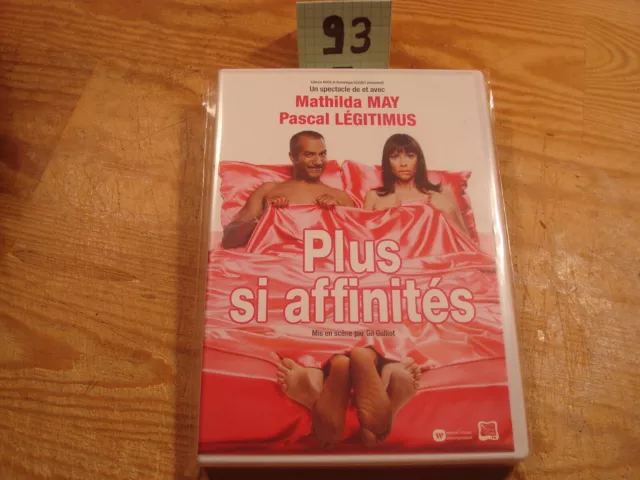 93
Un spectacle de et avec
Mathilda MAY
Pascal LÉGITIMUS
Plus
si affinités
Mis en scène par Gil Galliot